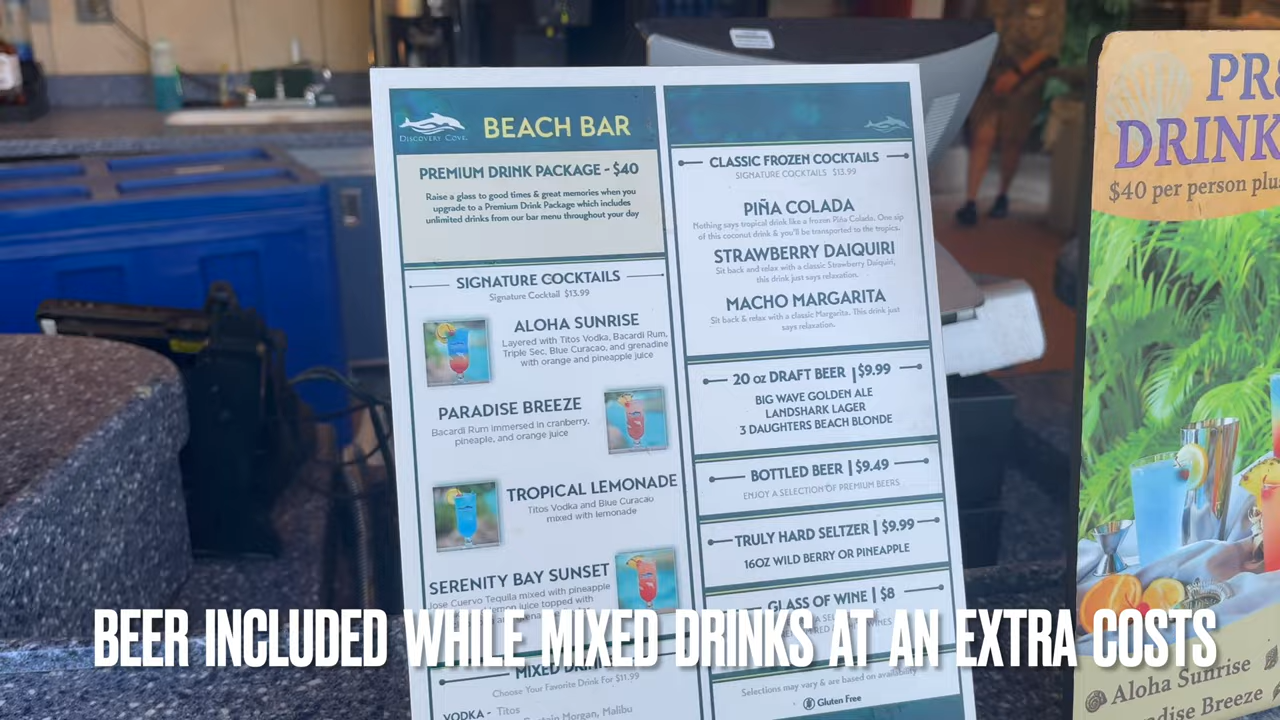 DISCOVERY COVE
BEACH BAR
PREMIUM DRINK PACKAGE - $40
Raise a glass to good times & great memories when you
upgrade to a Premium Drink Package which includes
unlimited drinks from our bar menu throughout your day
SIGNATURE COCKTAILS
Signature Cocktail $13.99
ALOHA SUNRISE
Layered with Titos Vodka, Bacardi Rum,
Triple Sec, Blue Curacao, and grenadine
with orange and pineapple juice
PARADISE BREEZE
Bacardi Rum immersed in cranberry,
pineapple, and orange juice
TROPICAL LEMONADE
Titos Vodka and Blue Curacao
mixed with lemonade
SERENITY BAY SUNSET
Jose Cuervo Tequila mixed with pineapple
lemon juice topped with
MIXED
Choose Your Favorite Drink For $11.99
VODKA - Titos
Captain Morgan, Malibu
CLASSIC FROZEN COCKTAILS
SIGNATURE COCKTAILS $13.99
PIÑA COLADA
Nothing says tropical drink like a frozen Piña Colada. One sip
of this coconut drink & you'll be transported to the tropics.
STRAWBERRY DAIQUIRI
Sit back and relax with a classic Strawberry Daiquiri,
this drink just says relaxation.
MACHO MARGARITA
Sit back & relax with a classic Margarita. This drink just
says relaxation.
20 oz DRAFT BEER | $9.99
BIG WAVE GOLDEN ALE
LANDSHARK LAGER
3 DAUGHTERS BEACH BLONDE
BOTTLED BEER | $9.49
ENJOY A SELECTION OF PREMIUM BEERS
TRULY HARD SELTZER | $9.99
16OZ WILD BERRY OR PINEAPPLE
GLASS OF WINE | $8
WINES
Selections may vary & are based on availability
Gluten Free
PR
DRINK
$40 per person plu
Aloha Sunrise
dise Breeze
BEER INCLUDED WHILE MIXED DRINKS AT AN EXTRA COSTS